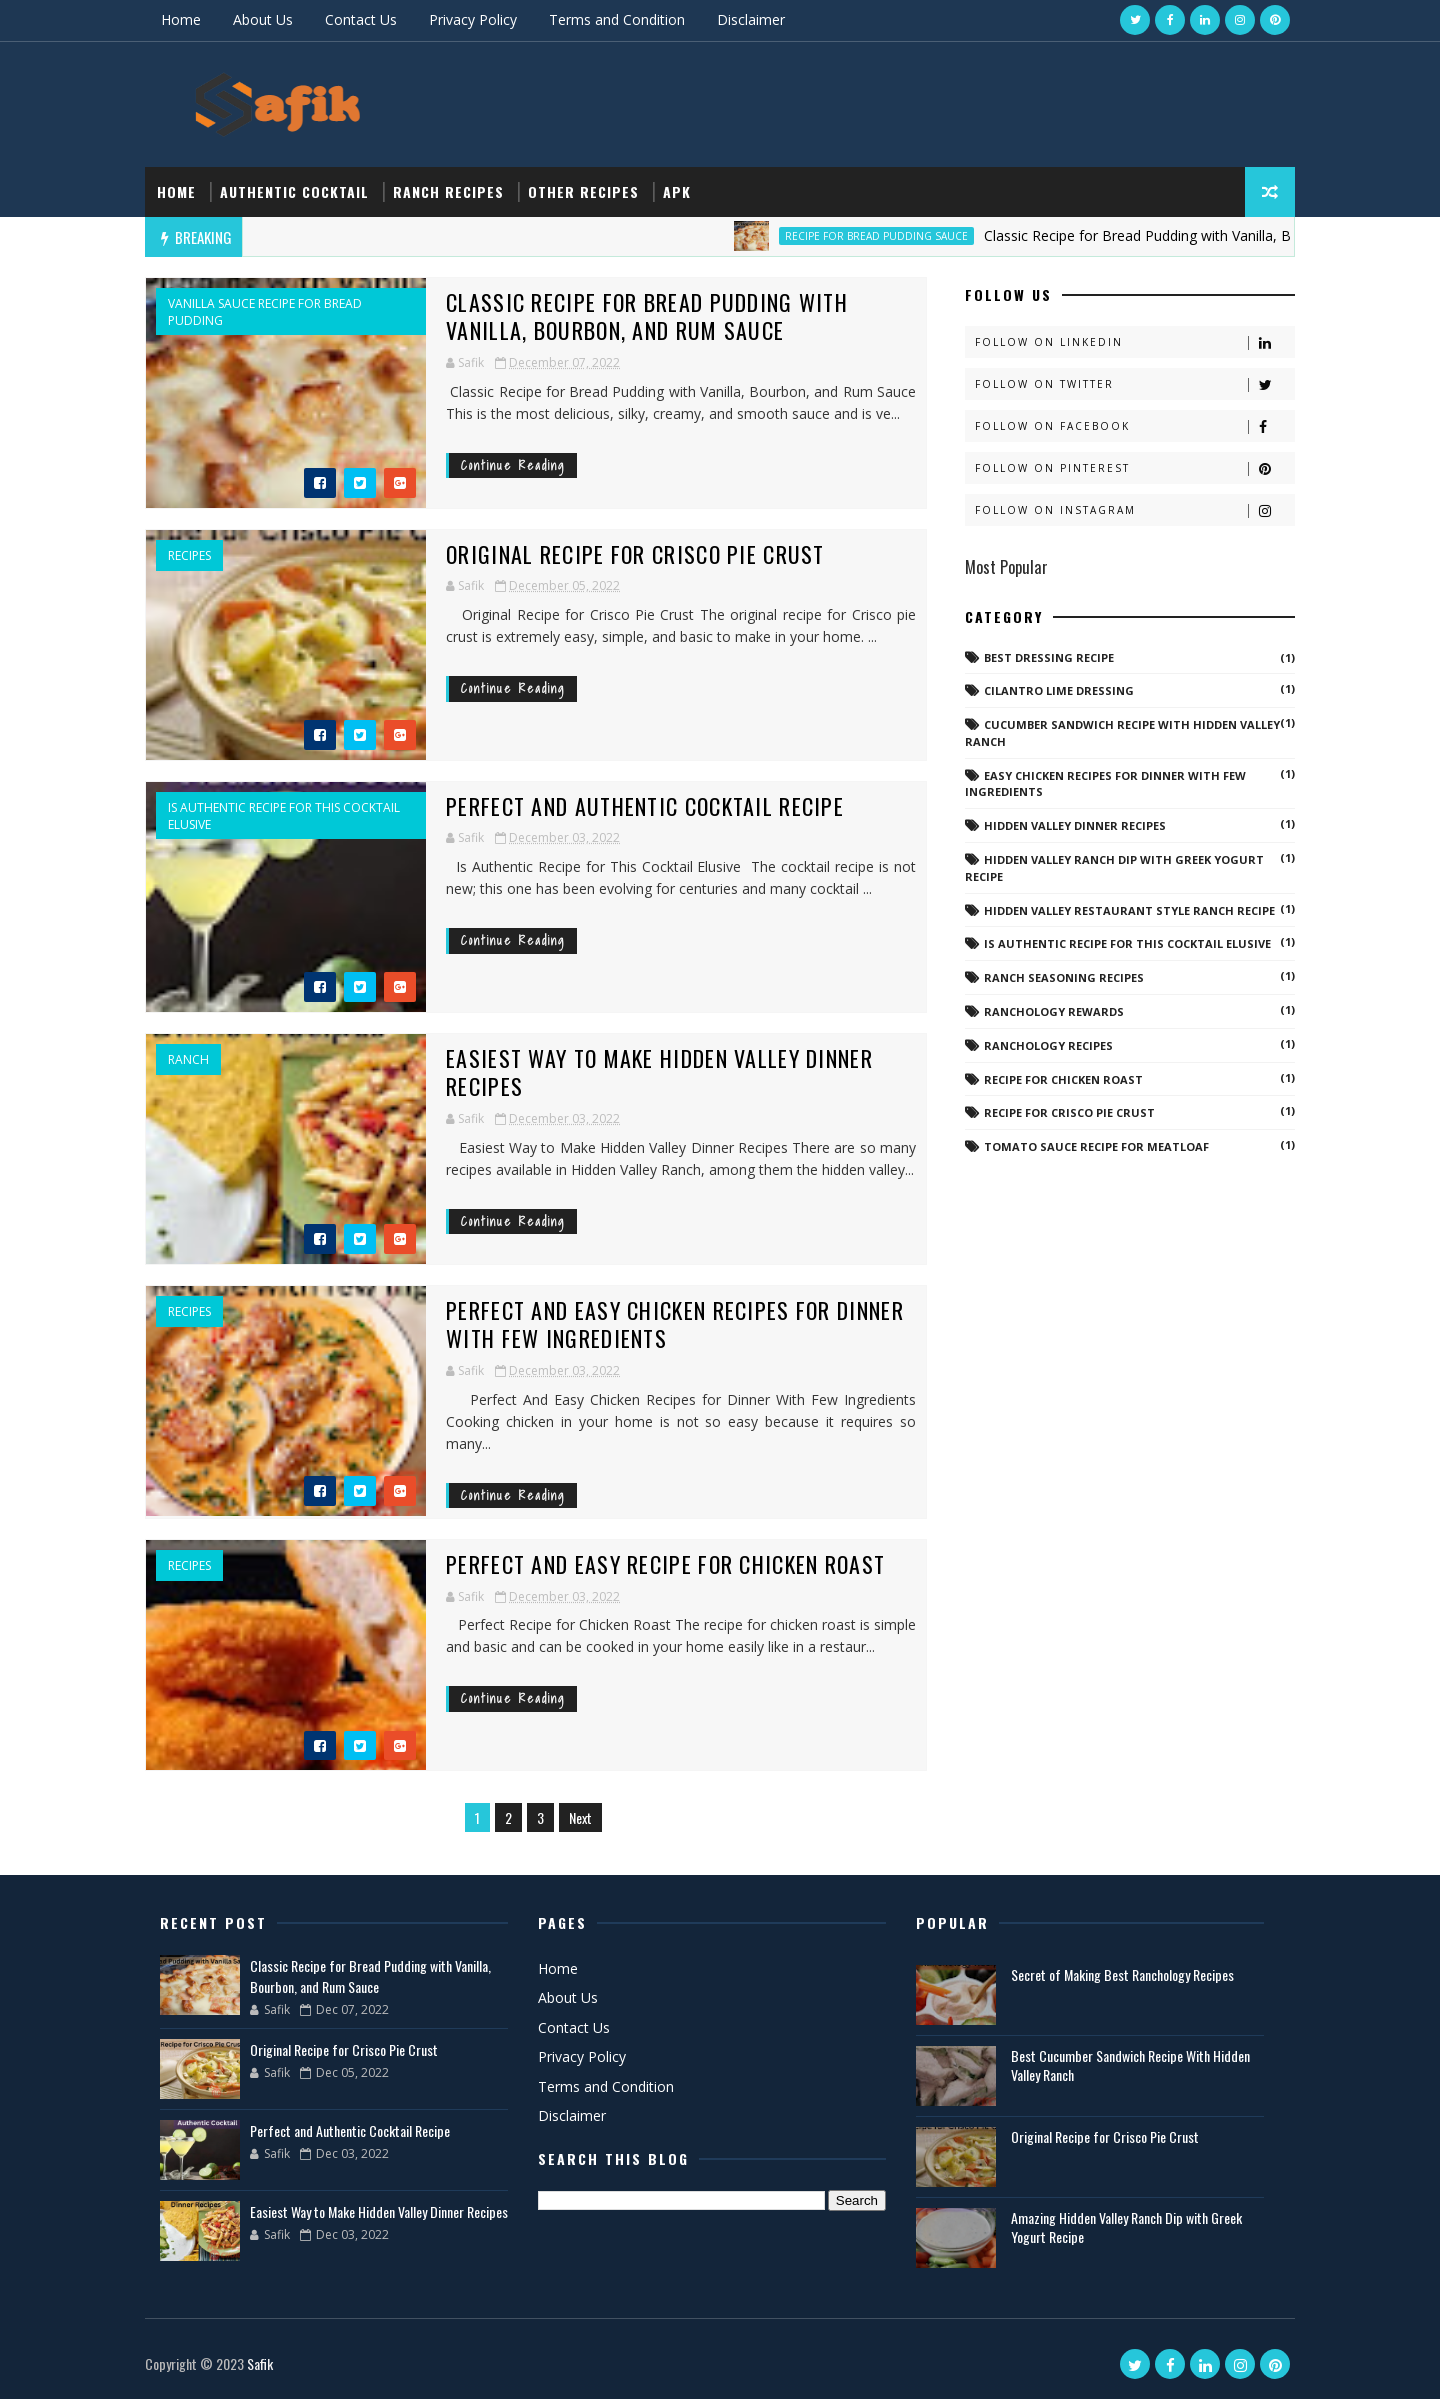 Home About Us Contact Us Privacy Policy Terms and Condition Disclaimer
Safik
HOME AUTHENTIC COCKTAIL RANCH RECIPES OTHER RECIPES APK
BREAKING
RECIPE FOR BREAD PUDDING SAUCE
Classic Recipe for Bread Pudding with Vanilla, B
VANILLA SAUCE RECIPE FOR BREAD
PUDDING
CLASSIC RECIPE FOR BREAD PUDDING WITH
VANILLA, BOURBON, AND RUM SAUCE
Safik December 07, 2022
Classic Recipe for Bread Pudding with Vanilla, Bourbon, and Rum Sauce
This is the most delicious, silky, creamy, and smooth sauce and is ve...
Continue Reading
RECIPES
ORIGINAL RECIPE FOR CRISCO PIE CRUST
Safik December 05, 2022
Original Recipe for Crisco Pie Crust The original recipe for Crisco pie
crust is extremely easy, simple, and basic to make in your home. ...
Continue Reading
IS AUTHENTIC RECIPE FOR THIS COCKTAIL
ELUSIVE
PERFECT AND AUTHENTIC COCKTAIL RECIPE
Safik December 03, 2022
Is Authentic Recipe for This Cocktail Elusive The cocktail recipe is not
new; this one has been evolving for centuries and many cocktail ...
Continue Reading
RANCH
EASIEST WAY TO MAKE HIDDEN VALLEY DINNER
RECIPES
Safik December 03, 2022
Easiest Way to Make Hidden Valley Dinner Recipes There are so many
recipes available in Hidden Valley Ranch, among them the hidden valley...
Continue Reading
RECIPES
PERFECT AND EASY CHICKEN RECIPES FOR DINNER
WITH FEW INGREDIENTS
Safik December 03, 2022
Perfect And Easy Chicken Recipes for Dinner With Few Ingredients
Cooking chicken in your home is not so easy because it requires so
many...
Continue Reading
RECIPES
PERFECT AND EASY RECIPE FOR CHICKEN ROAST
Safik December 03, 2022
Perfect Recipe for Chicken Roast The recipe for chicken roast is simple
and basic and can be cooked in your home easily like in a restaur...
Continue Reading
1 2 3 Next
FOLLOW US
FOLLOW ON LINKEDIN
FOLLOW ON TWITTER
FOLLOW ON FACEBOOK
FOLLOW ON PINTEREST
FOLLOW ON INSTAGRAM
Most Popular
CATEGORY
BEST DRESSING RECIPE (1)
CILANTRO LIME DRESSING (1)
CUCUMBER SANDWICH RECIPE WITH HIDDEN VALLEY (1)
RANCH
EASY CHICKEN RECIPES FOR DINNER WITH FEW (1)
INGREDIENTS
HIDDEN VALLEY DINNER RECIPES (1)
HIDDEN VALLEY RANCH DIP WITH GREEK YOGURT (1)
RECIPE
HIDDEN VALLEY RESTAURANT STYLE RANCH RECIPE (1)
IS AUTHENTIC RECIPE FOR THIS COCKTAIL ELUSIVE (1)
RANCH SEASONING RECIPES (1)
RANCHOLOGY REWARDS (1)
RANCHOLOGY RECIPES (1)
RECIPE FOR CHICKEN ROAST (1)
RECIPE FOR CRISCO PIE CRUST (1)
TOMATO SAUCE RECIPE FOR MEATLOAF (1)
RECENT POST
Classic Recipe for Bread Pudding with Vanilla,
Bourbon, and Rum Sauce
Safik Dec 07, 2022
Original Recipe for Crisco Pie Crust
Safik Dec 05, 2022
Perfect and Authentic Cocktail Recipe
Safik Dec 03, 2022
Easiest Way to Make Hidden Valley Dinner Recipes
Safik Dec 03, 2022
PAGES
Home
About Us
Contact Us
Privacy Policy
Terms and Condition
Disclaimer
SEARCH THIS BLOG
Search
POPULAR
Secret of Making Best Ranchology Recipes
Best Cucumber Sandwich Recipe With Hidden
Valley Ranch
Original Recipe for Crisco Pie Crust
Amazing Hidden Valley Ranch Dip with Greek
Yogurt Recipe
Copyright © 2023 Safik